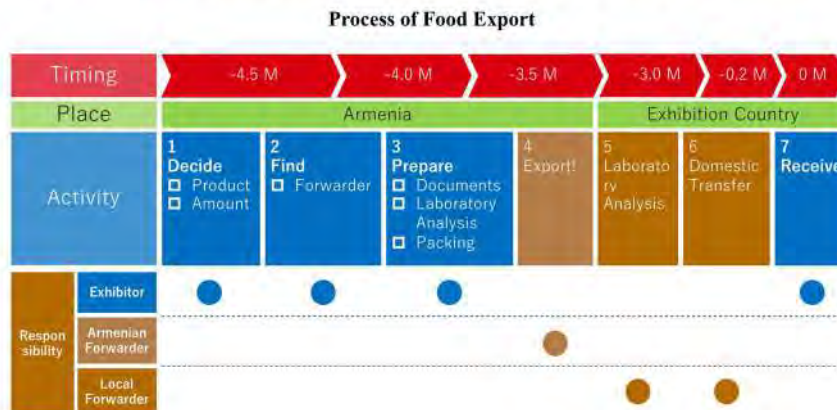 Process of Food Export
Timing
-4.5 M
-4.0 M
-3.5 M
-3.0 M
-0.2 M
0 M
Place
Armenia
Exhibition Country
Activity
1
Decide
Product
Amount
2
Find
Forwarder
3
Prepare
Documents
Laboratory
Analysis
Packing
4
Export!
5
Laborato
ry
Analysis
6
Domestic
Transfer
7
Receive
Respon
sibility
Exhibitor
Armenian
Forwarder
Local
Forwarder